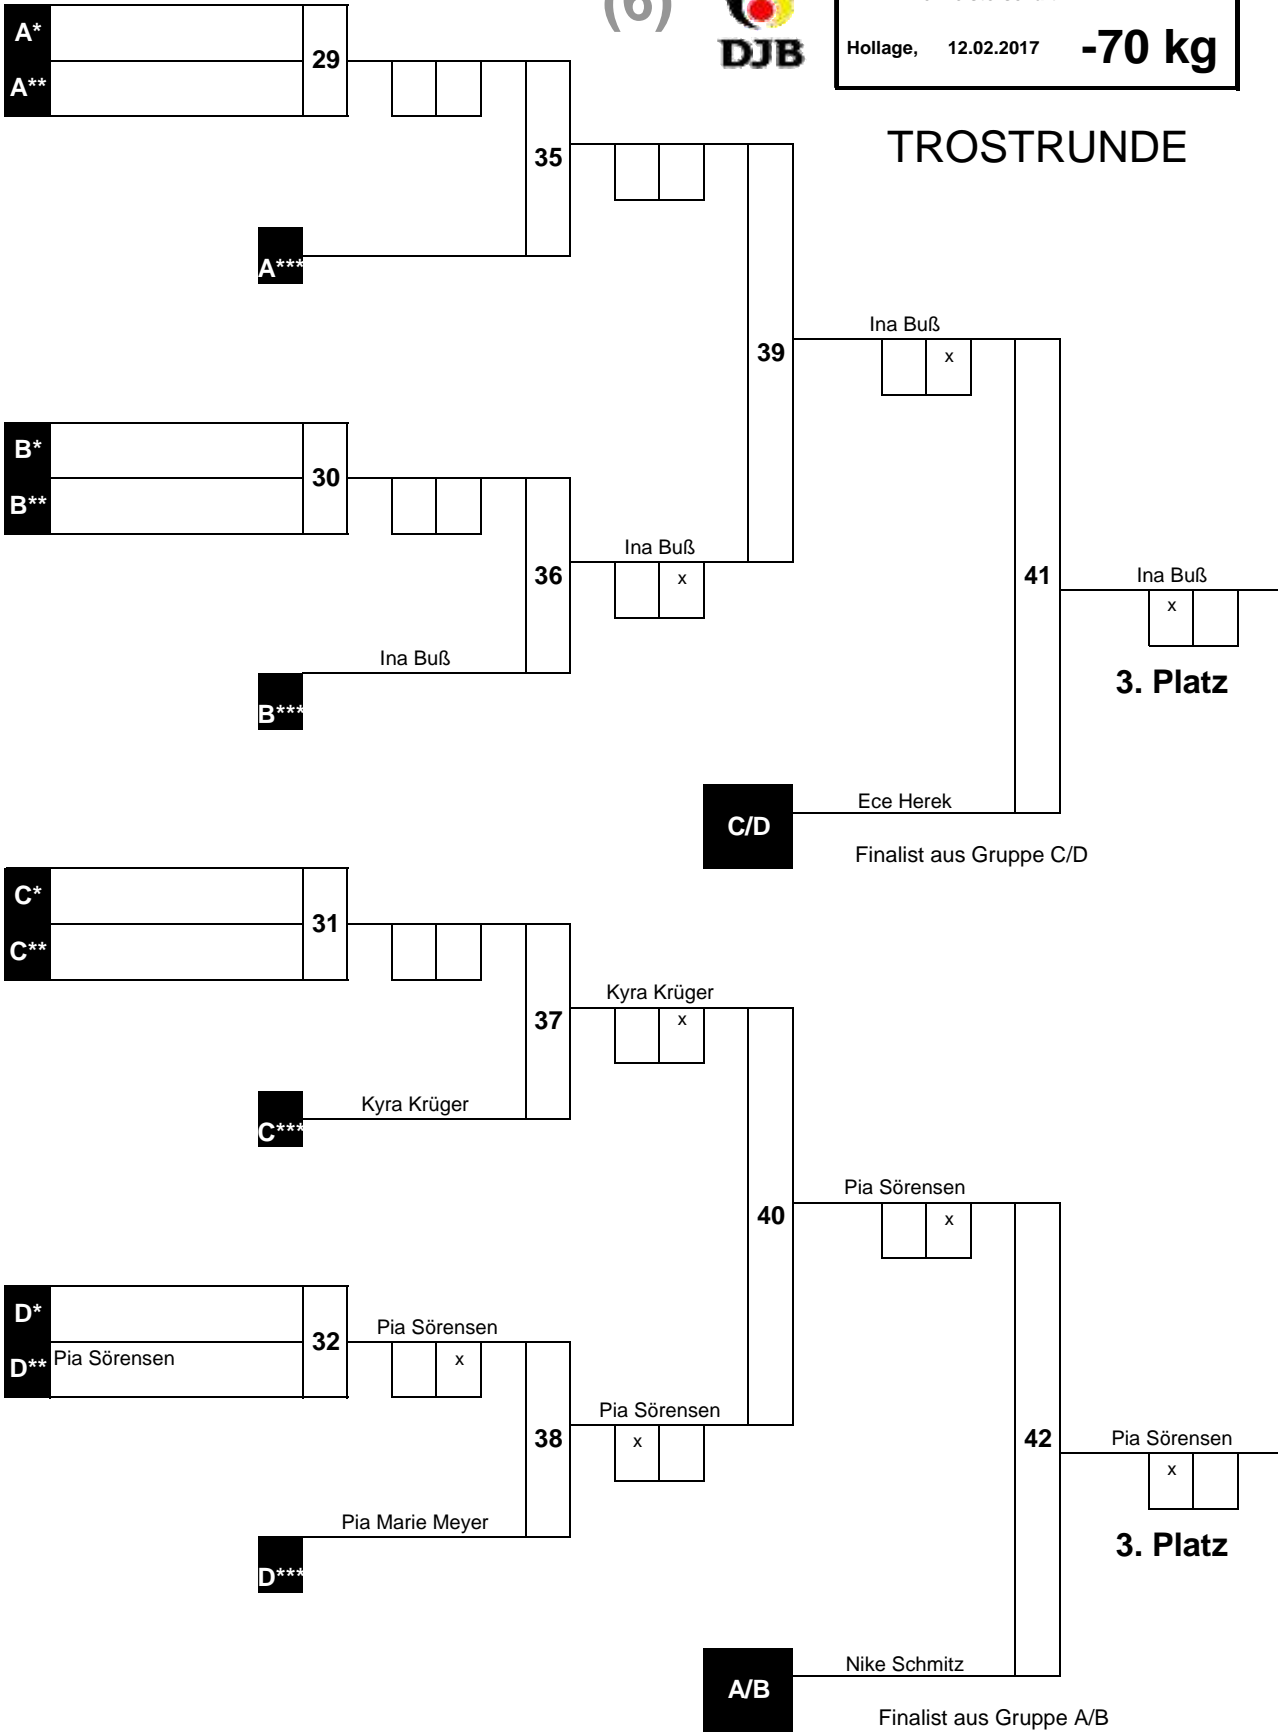 (6)
DJB
Hollage, 12.02.2017 -70 kg
TROSTRUNDE
A*
A**
29
35
A***
39
Ina Buß
x
B*
B**
30
36
Ina Buß
x
Ina Buß
B***
41
Ina Buß
x
3. Platz
C/D
Ece Herek
Finalist aus Gruppe C/D
C*
C**
31
37
Kyra Krüger
x
Kyra Krüger
C***
40
Pia Sörensen
x
D*
D**
Pia Sörensen
32
Pia Sörensen
x
38
Pia Sörensen
x
Pia Marie Meyer
D***
42
Pia Sörensen
x
3. Platz
A/B
Nike Schmitz
Finalist aus Gruppe A/B